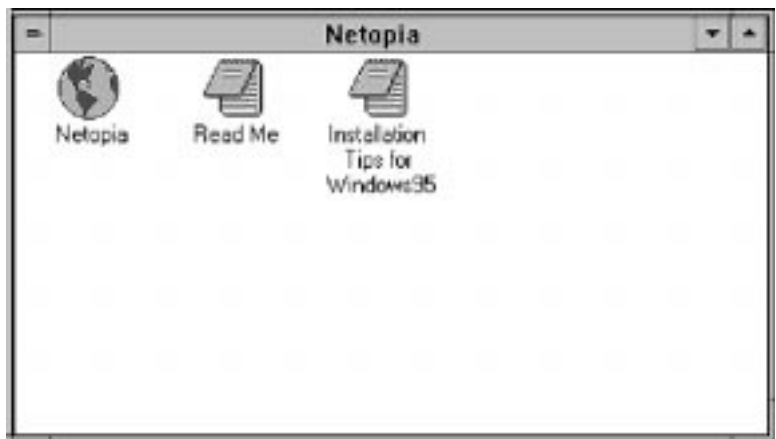 Netopia
Netopia
Read Me
Installation
Tips for
Windows95